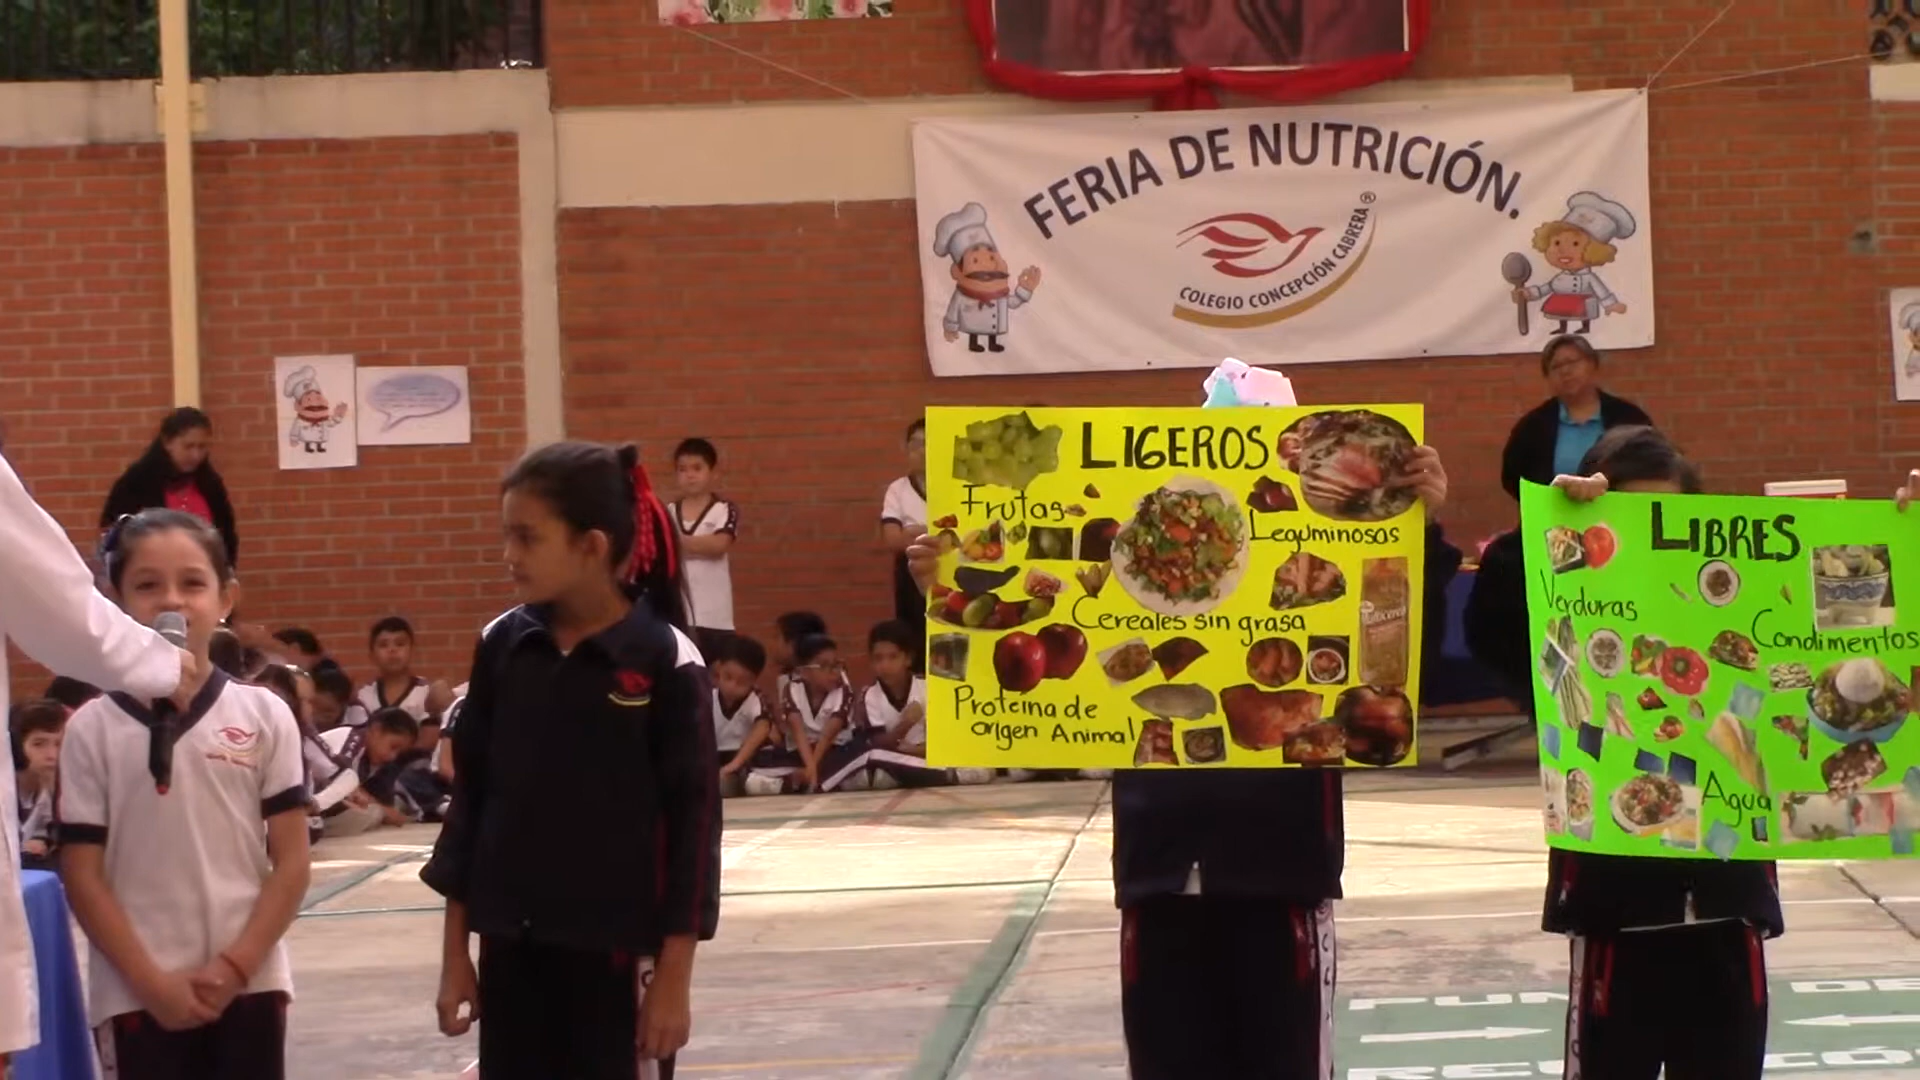 FERIA DE NUTRICIÓN.
COLEGIO CONCEPCIÓN CABRERA ®
LIGEROS
Frutas
Leguminosas
Cereales sin grasa
Proteína de
origen Animal
LIBRES
Verduras
Condimentos
Agua